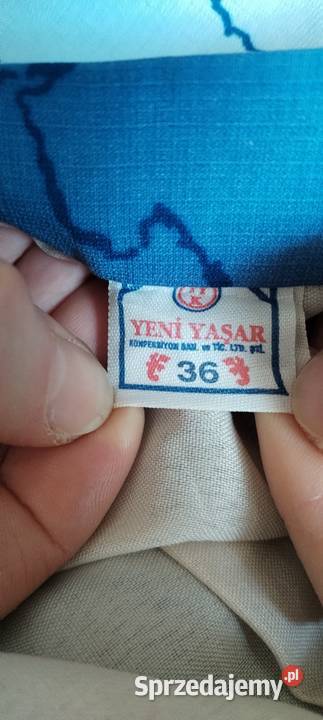 YENİ YAŞAR
KONFEKSİYON SAN. ve TİC. LTD. ŞTİ.
36
Sprzedajemy.pl